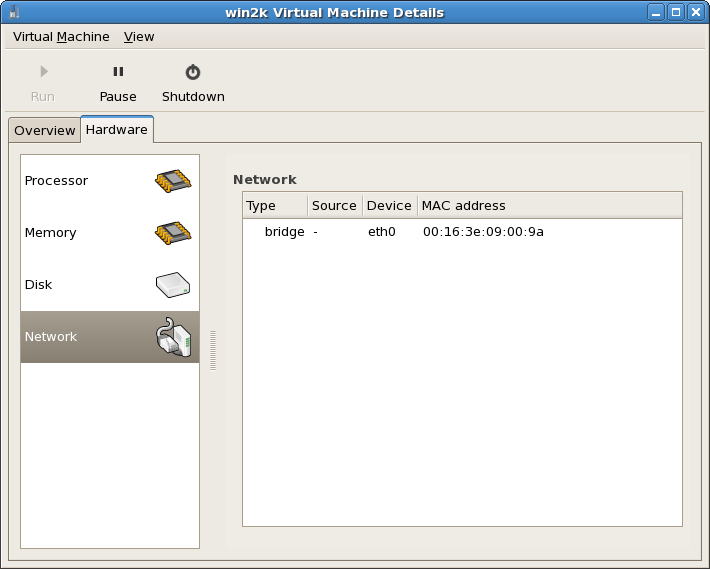 win2k Virtual Machine Details
Virtual Machine View
Run Pause Shutdown
Overview Hardware
Processor
Memory
Disk
Network
Network
Type Source Device MAC address
bridge - eth0 00:16:3e:09:00:9a